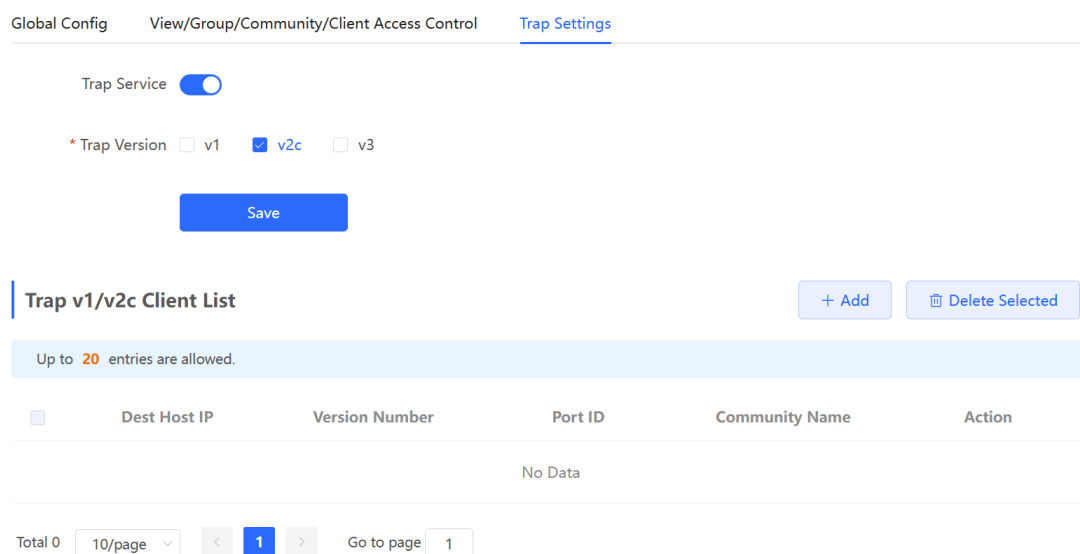 Global Config View/Group/Community/Client Access Control Trap Settings
Trap Service
* Trap Version v1 v2c v3
Save
Trap v1/v2c Client List + Add Delete Selected
Up to 20 entries are allowed.
Dest Host IP Version Number Port ID Community Name Action
No Data
Total 0 10/page < 1 > Go to page 1